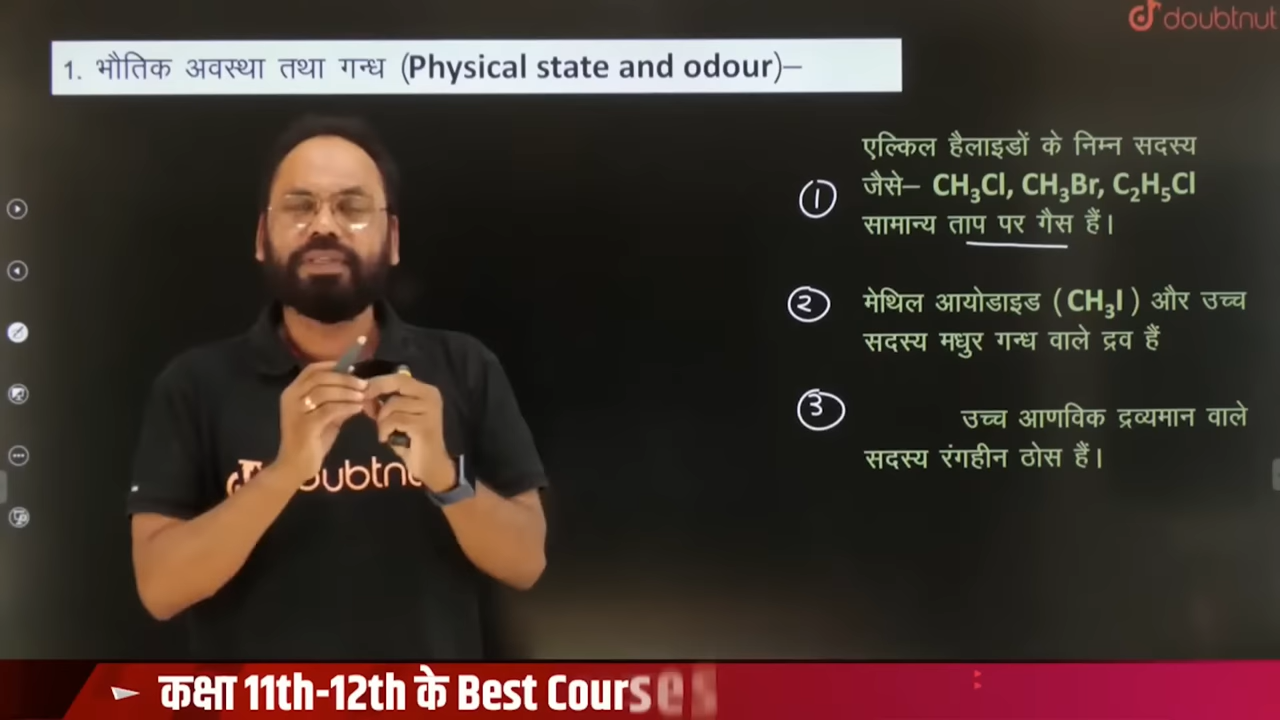 doubtnut
1. भौतिक अवस्था तथा गन्ध (Physical state and odour)–
एल्किल हैलाइडों के निम्न सदस्य
1 जैसे– CH₃Cl, CH₃Br, C₂H₅Cl
सामान्य ताप पर गैस हैं।
2 मेथिल आयोडाइड (CH₃I) और उच्च
सदस्य मधुर गन्ध वाले द्रव हैं
3 उच्च आणविक द्रव्यमान वाले
सदस्य रंगहीन ठोस हैं।
doubtnut
कक्षा 11th-12th के Best Courses